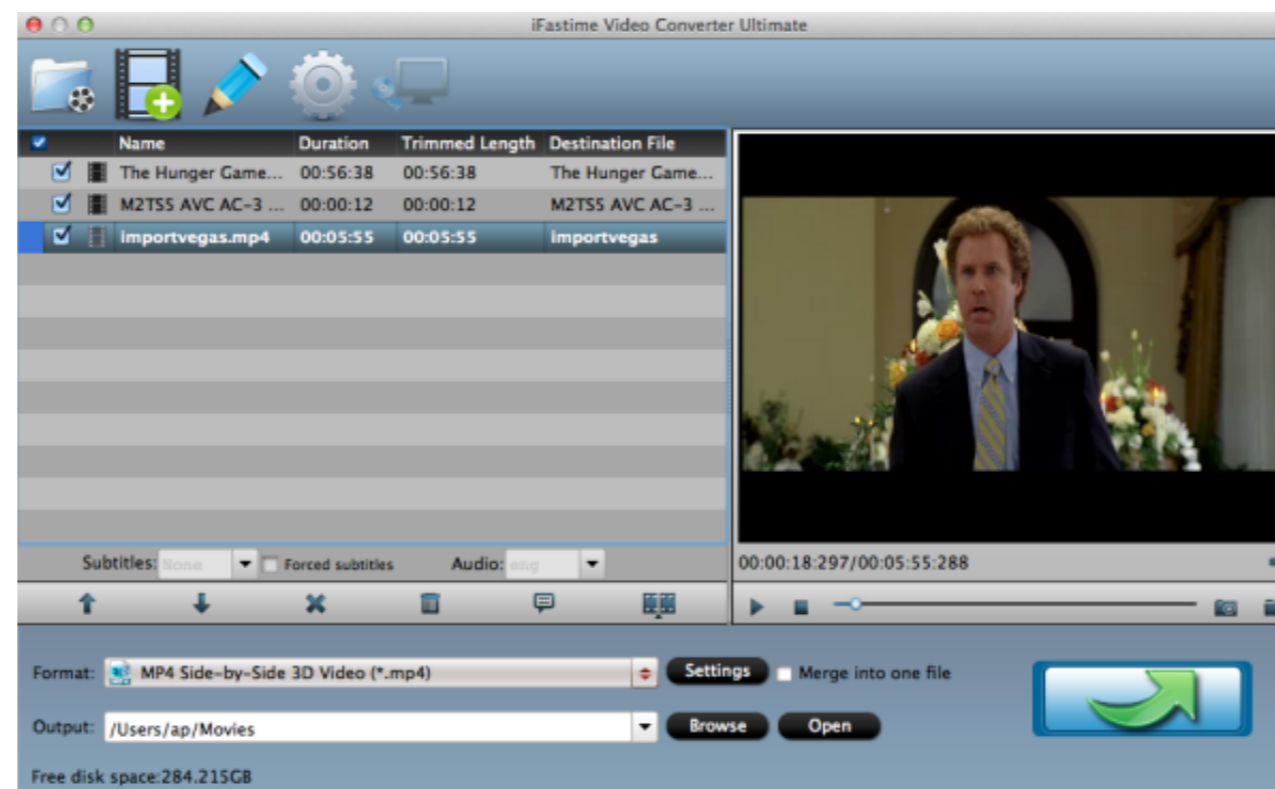 iFastime Video Converter Ultimate
Name Duration Trimmed Length Destination File
The Hunger Game... 00:56:38 00:56:38 The Hunger Game...
M2TS5 AVC AC-3 ... 00:00:12 00:00:12 M2TS5 AVC AC-3 ...
importvegas.mp4 00:05:55 00:05:55 importvegas
Subtitles: None Forced subtitles Audio: eng
00:00:18:297/00:05:55:288
Format: MP4 Side-by-Side 3D Video (*.mp4) Settings Merge into one file
Output: /Users/ap/Movies Browse Open
Free disk space:284.215GB